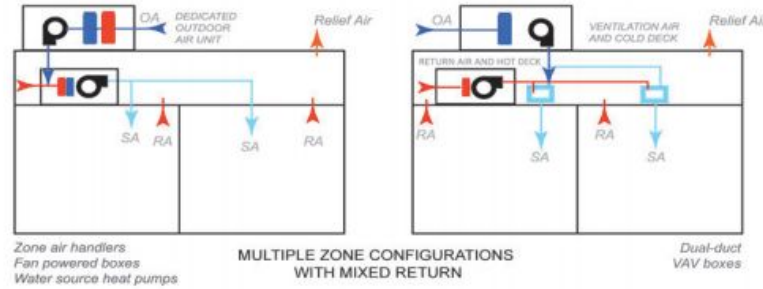 OA
DEDICATED
OUTDOOR
AIR UNIT
Relief Air
SA
RA
SA
RA
Zone air handlers
Fan powered boxes
Water source heat pumps
MULTIPLE ZONE CONFIGURATIONS
WITH MIXED RETURN
OA
VENTILATION AIR
AND COLD DECK
Relief Air
RETURN AIR AND HOT DECK
RA
SA
RA
SA
Dual-duct
VAV boxes